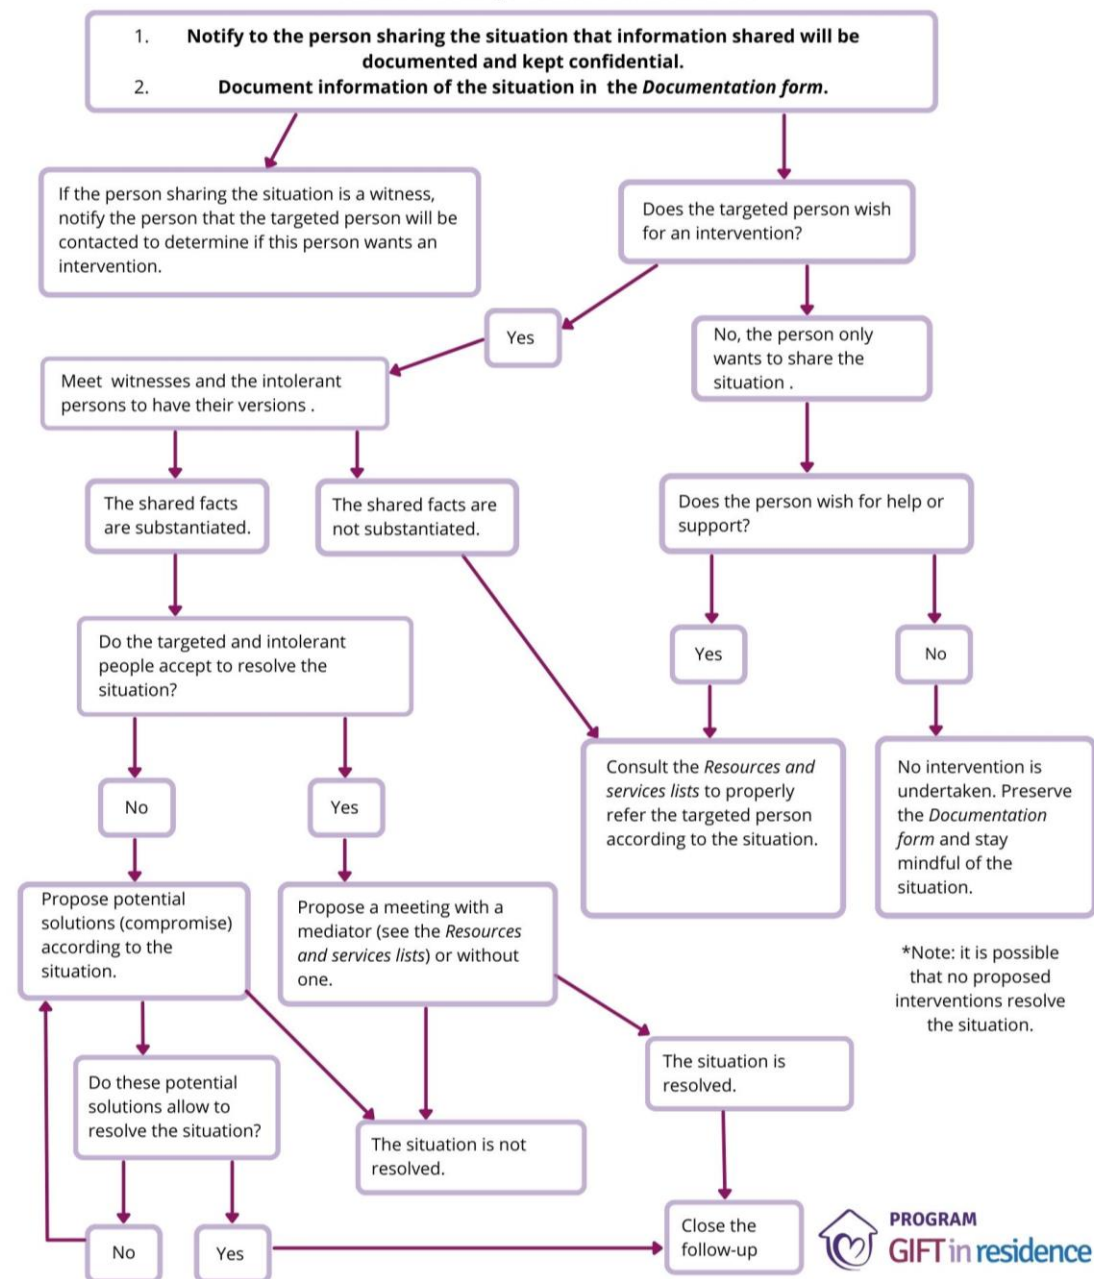 1. Notify to the person sharing the situation that information shared will be
documented and kept confidential.
2. Document information of the situation in the Documentation form.
If the person sharing the situation is a witness,
notify the person that the targeted person will be
contacted to determine if this person wants an
intervention.
Does the targeted person wish
for an intervention?
Yes
No, the person only
wants to share the
situation .
Meet witnesses and the intolerant
persons to have their versions .
The shared facts
are substantiated.
The shared facts are
not substantiated.
Does the person wish for help or
support?
Do the targeted and intolerant
people accept to resolve the
situation?
Yes
No
No
Yes
Consult the Resources and
services lists to properly
refer the targeted person
according to the situation.
No intervention is
undertaken. Preserve
the Documentation
form and stay
mindful of the
situation.
Propose potential
solutions (compromise)
according to the
situation.
Propose a meeting with a
mediator (see the Resources
and services lists) or without
one.
*Note: it is possible
that no proposed
interventions resolve
the situation.
Do these potential
solutions allow to
resolve the situation?
The situation is
resolved.
The situation is not
resolved.
No
Yes
Close the
follow-up
PROGRAM
GIFT in residence